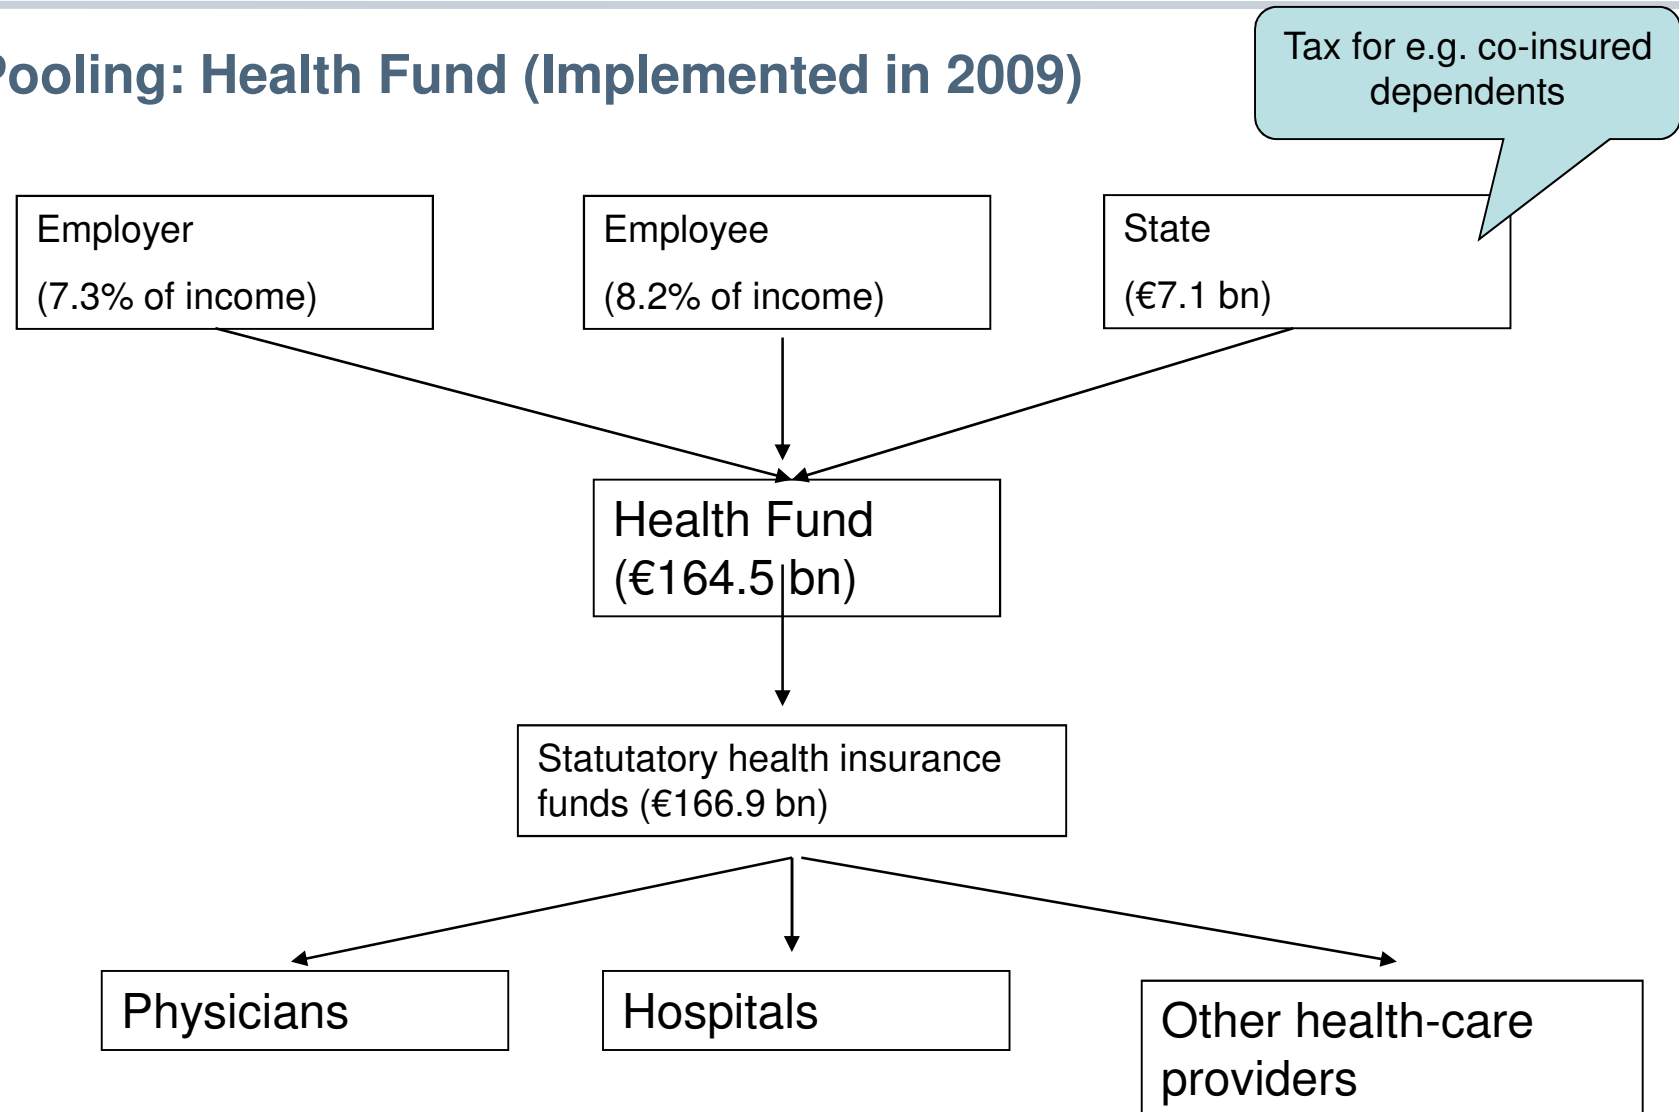 ooling: Health Fund (Implemented in 2009)
Tax for e.g. co-insured
dependents
Employer
(7.3% of income)
Employee
(8.2% of income)
State
(€7.1 bn)
Health Fund
(€164.5 bn)
Statutatory health insurance
funds (€166.9 bn)
Physicians
Hospitals
Other health-care
providers